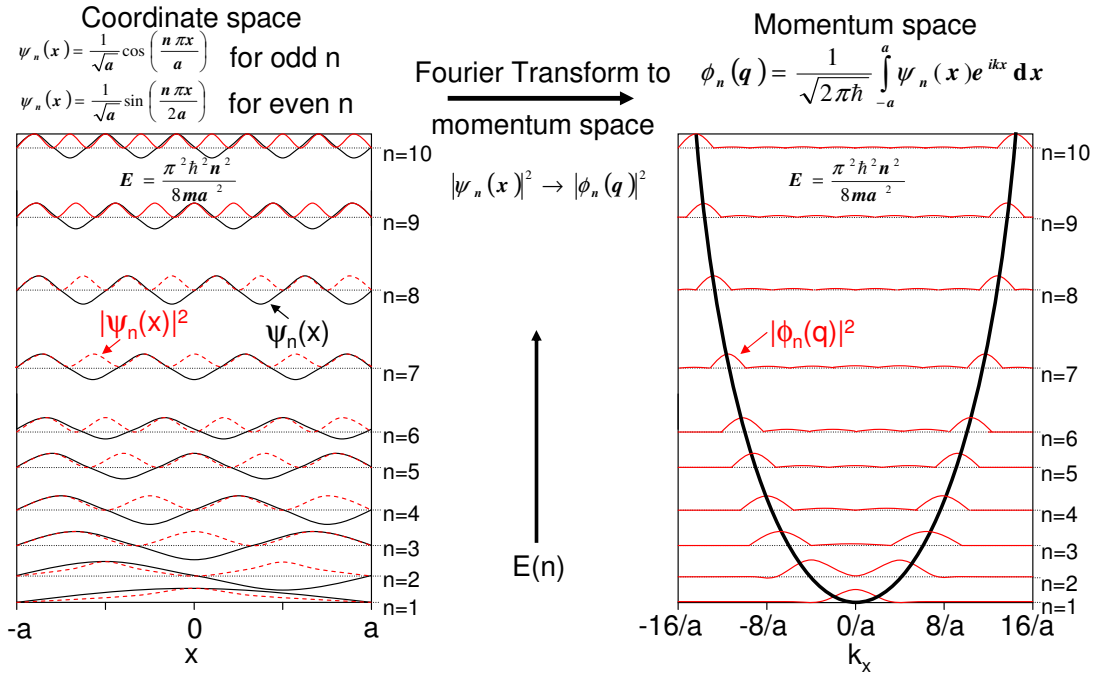 Coordinate space
ψₙ(x) = 1/√a cos(nπx/a) for odd n
ψₙ(x) = 1/√a sin(nπx/2a) for even n
Fourier Transform to
momentum space
|ψₙ(x)|² → |ϕₙ(q)|²
Momentum space
ϕₙ(q) = 1/√(2πħ) ∫₋ₐᵃ ψₙ(x)e^{ikx} dx
n=10
E = π²ħ²n²/8ma²
n=9
n=8
|ψₙ(x)|²
ψₙ(x)
n=7
n=6
n=5
n=4
n=3
n=2
n=1
-a 0 a
x
E(n)
n=10
E = π²ħ²n²/8ma²
n=9
n=8
|ϕₙ(q)|²
n=7
n=6
n=5
n=4
n=3
n=2
n=1
-16/a -8/a 0/a 8/a 16/a
kₓ